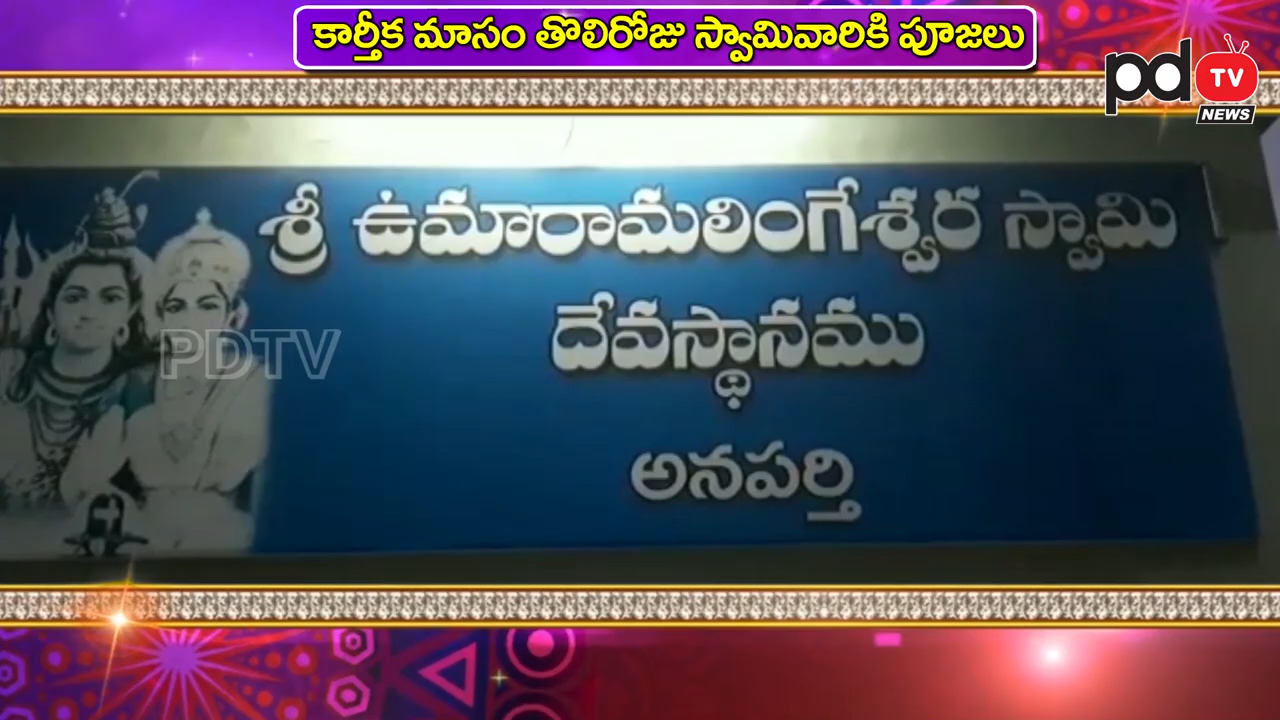 కార్తీక మాసం తొలిరోజు స్వామివారికి పూజలు
pd TV NEWS
శ్రీ ఉమారామలింగేశ్వర స్వామి
దేవస్థానము
అనపర్తి
PDTV